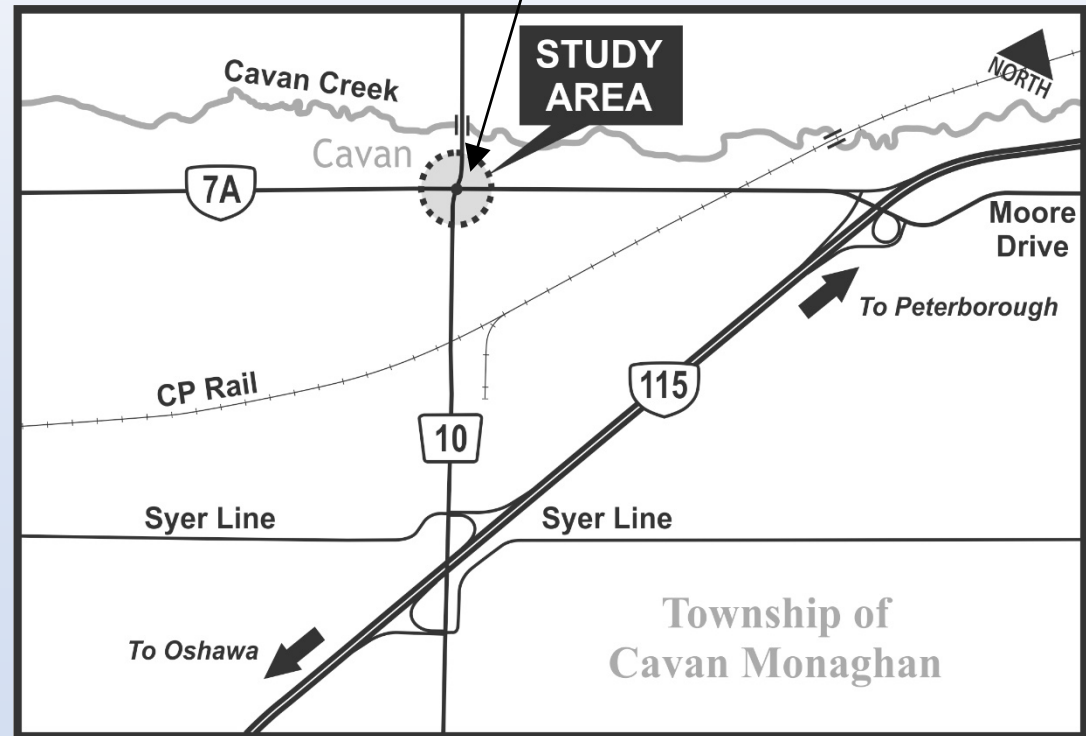 STUDY
AREA
NORTH
Cavan Creek
Cavan
7A
Moore
Drive
To Peterborough
CP Rail
115
10
Syer Line
Syer Line
Township of
Cavan Monaghan
To Oshawa